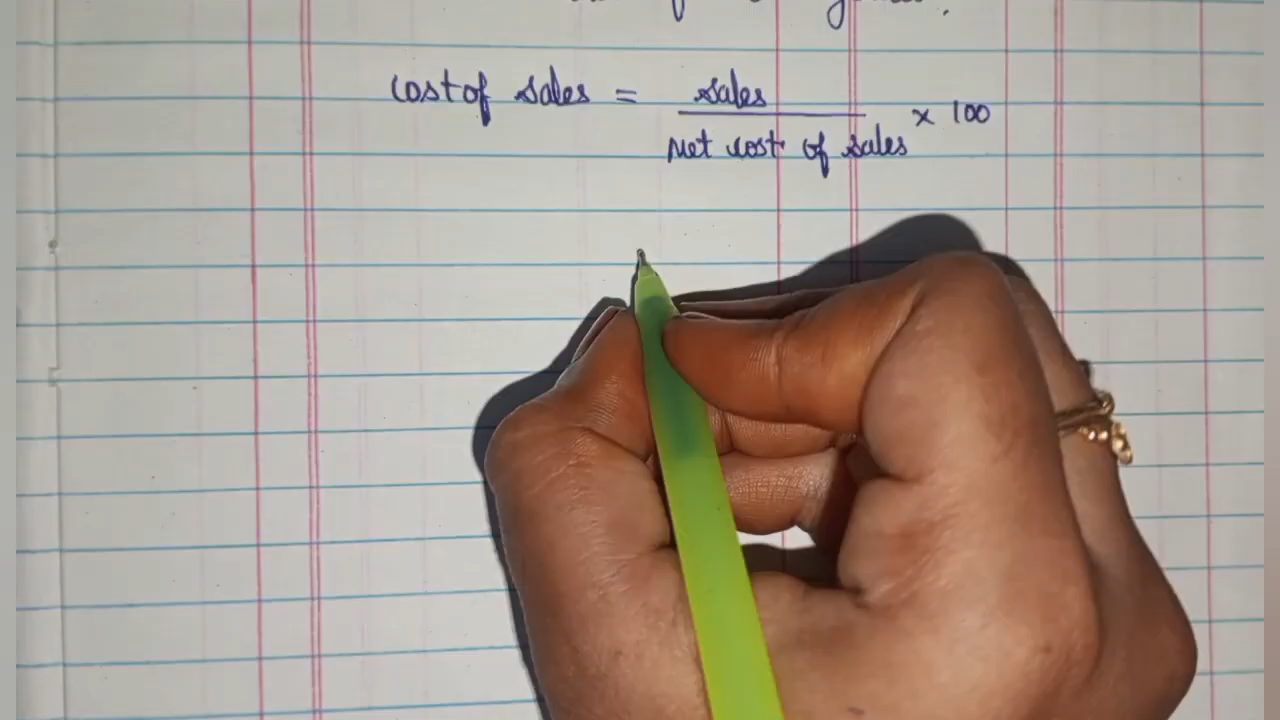 cost of sales = sales / net cost of sales × 100